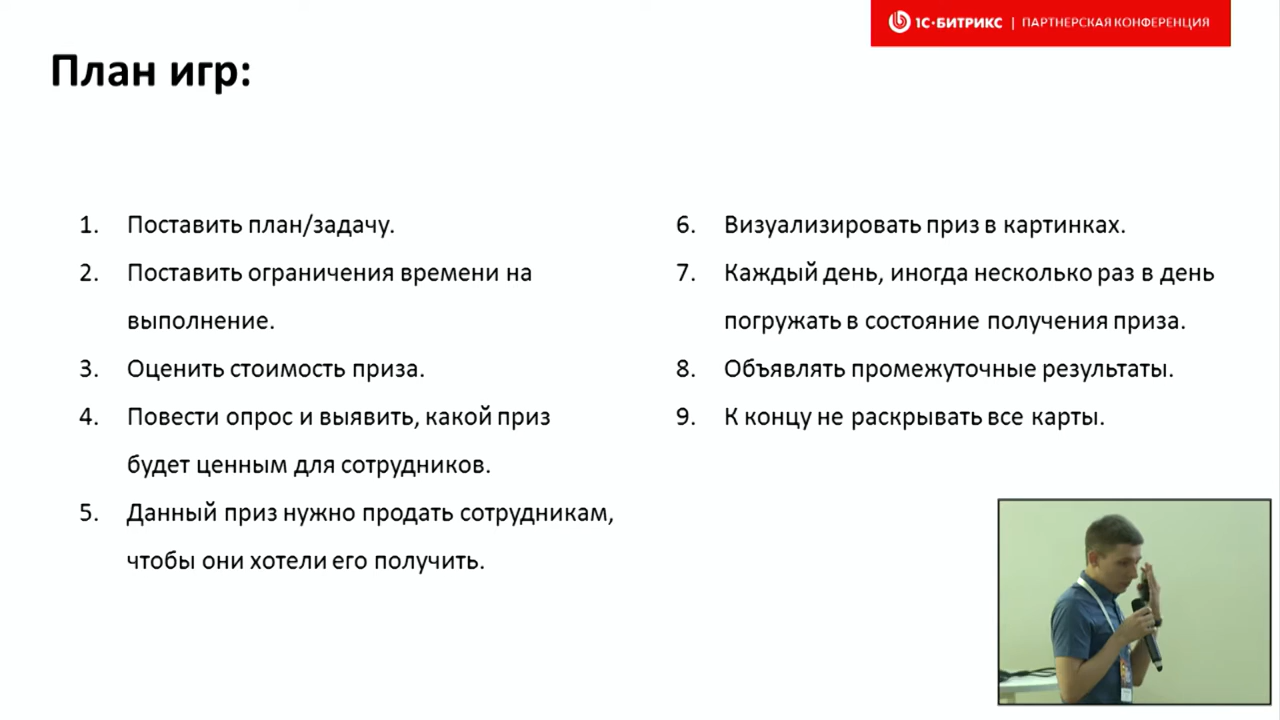 1С·БИТРИКС | ПАРТНЕРСКАЯ КОНФЕРЕНЦИЯ
План игр:
1. Поставить план/задачу.
2. Поставить ограничения времени на
выполнение.
3. Оценить стоимость приза.
4. Повести опрос и выявить, какой приз
будет ценным для сотрудников.
5. Данный приз нужно продать сотрудникам,
чтобы они хотели его получить.
6. Визуализировать приз в картинках.
7. Каждый день, иногда несколько раз в день
погружать в состояние получения приза.
8. Объявлять промежуточные результаты.
9. К концу не раскрывать все карты.